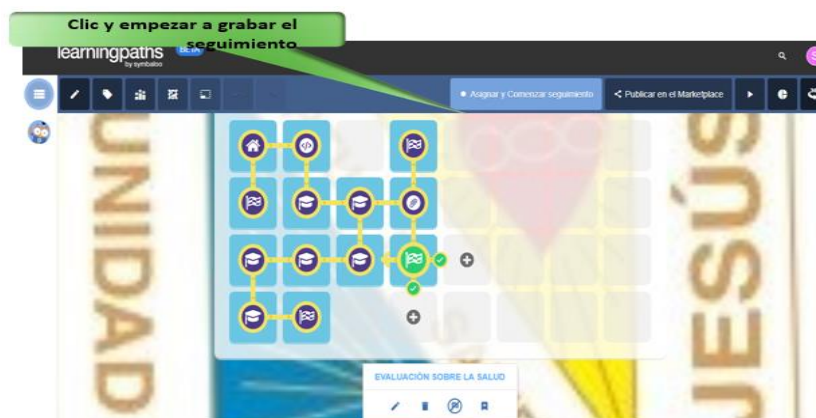 Clic y empezar a grabar el
seguimiento
learningpaths
by symbaloo
BETA
Asignar y Comenzar seguimiento
Publicar en el Marketplace
UNIDAD
JESÚS
EVALUACIÓN SOBRE LA SALUD